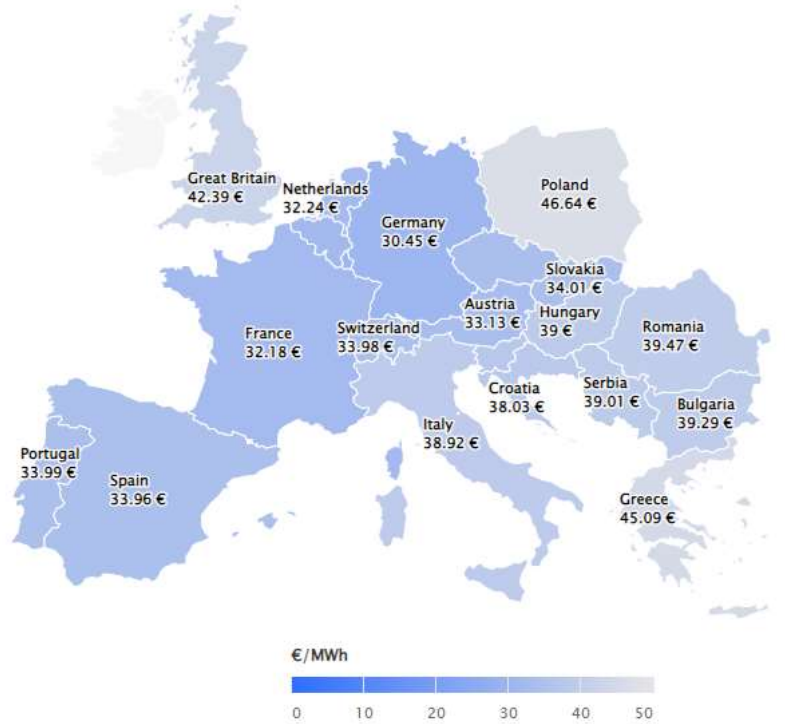 Great Britain
42.39 €
Netherlands
32.24 €
Poland
46.64 €
Germany
30.45 €
Slovakia
34.01 €
Austria
33.13 €
Hungary
39 €
France
32.18 €
Switzerland
33.98 €
Romania
39.47 €
Croatia
38.03 €
Serbia
39.01 €
Bulgaria
39.29 €
Italy
38.92 €
Portugal
33.99 €
Spain
33.96 €
Greece
45.09 €
€/MWh
0 10 20 30 40 50